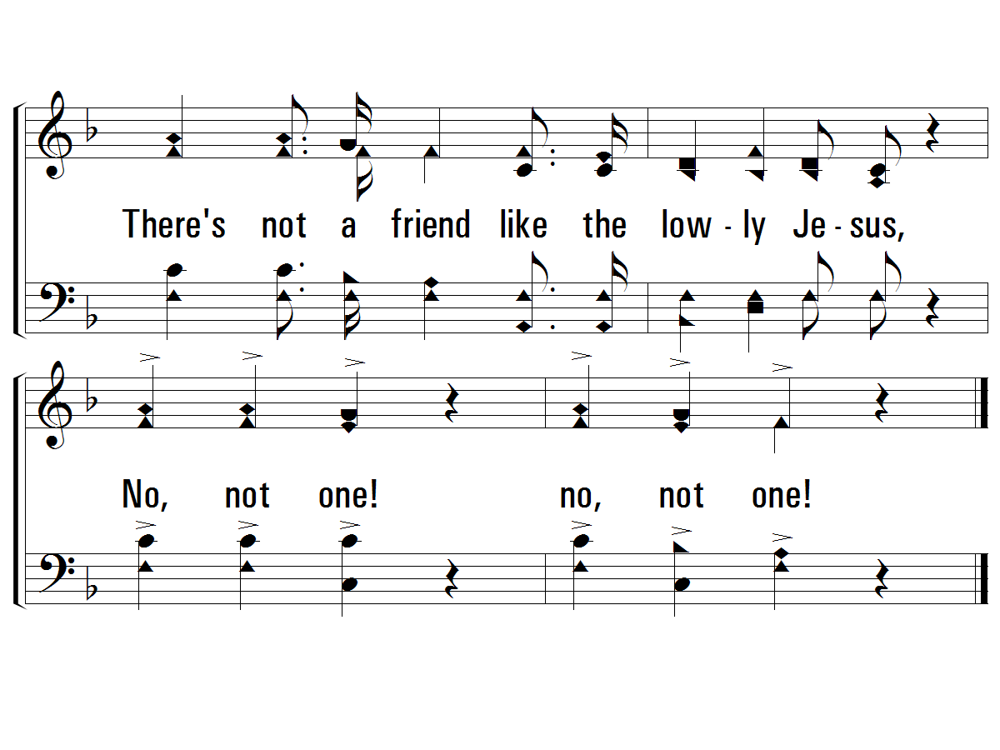 There's not a friend like the low - ly Je - sus,
No, not one! no, not one!